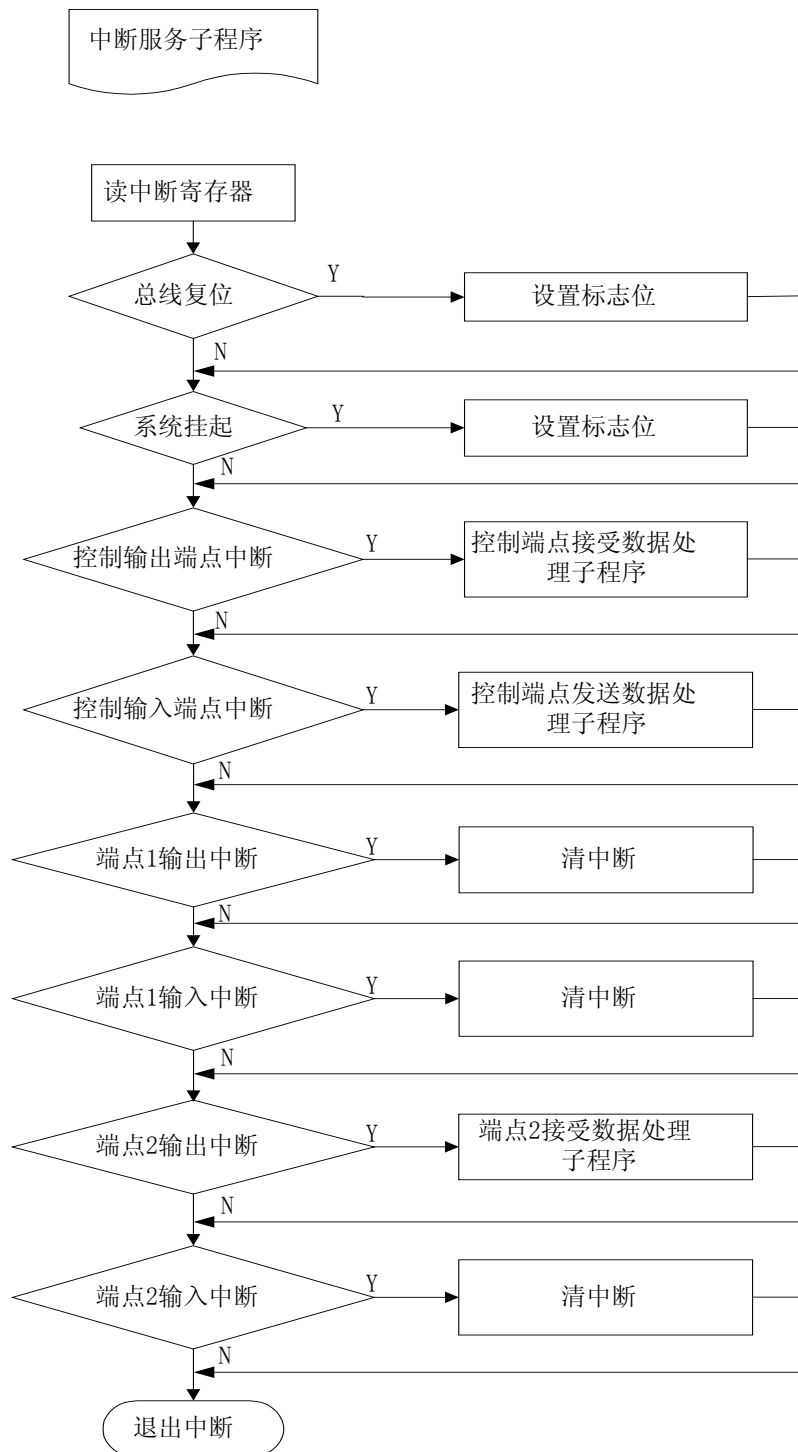 中断服务子程序
读中断寄存器
总线复位
Y
设置标志位
N
系统挂起
Y
设置标志位
N
控制输出端点中断
Y
控制端点接受数据处
理子程序
N
控制输入端点中断
Y
控制端点发送数据处
理子程序
N
端点1输出中断
Y
清中断
N
端点1输入中断
Y
清中断
N
端点2输出中断
Y
端点2接受数据处理
子程序
N
端点2输入中断
Y
清中断
N
退出中断